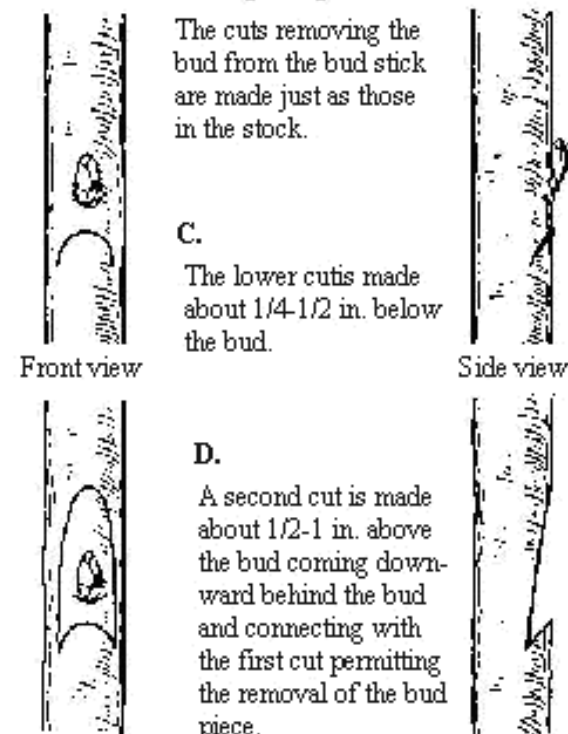 The cuts removing the
bud from the bud stick
are made just as those
in the stock.
C.
The lower cutis made
about 1/4-1/2 in. below
the bud.
Front view
Side view
D.
A second cut is made
about 1/2-1 in. above
the bud coming down-
ward behind the bud
and connecting with
the first cut permitting
the removal of the bud
piece.